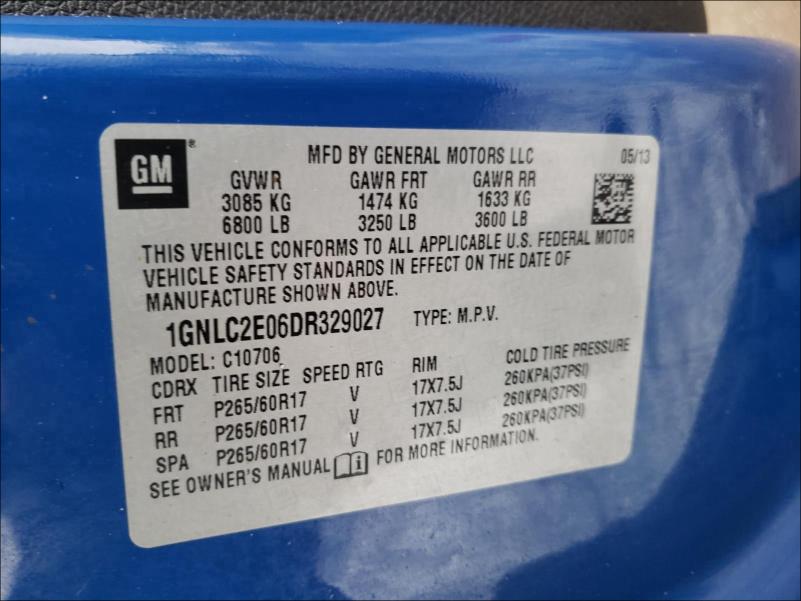 GM®
MFD BY GENERAL MOTORS LLC 05/13
GVWR GAWR FRT GAWR RR
3085 KG 1474 KG 1633 KG
6800 LB 3250 LB 3600 LB
THIS VEHICLE CONFORMS TO ALL APPLICABLE U.S. FEDERAL MOTOR
VEHICLE SAFETY STANDARDS IN EFFECT ON THE DATE OF
MANUFACTURE SHOWN ABOVE.
1GNLC2E06DR329027 TYPE: M.P.V.
MODEL: C10706
CDRX TIRE SIZE SPEED RTG RIM COLD TIRE PRESSURE
FRT P265/60R17 V 17X7.5J 260KPA(37PSI)
RR P265/60R17 V 17X7.5J 260KPA(37PSI)
SPA P265/60R17 V 17X7.5J 260KPA(37PSI)
SEE OWNER'S MANUAL i FOR MORE INFORMATION.